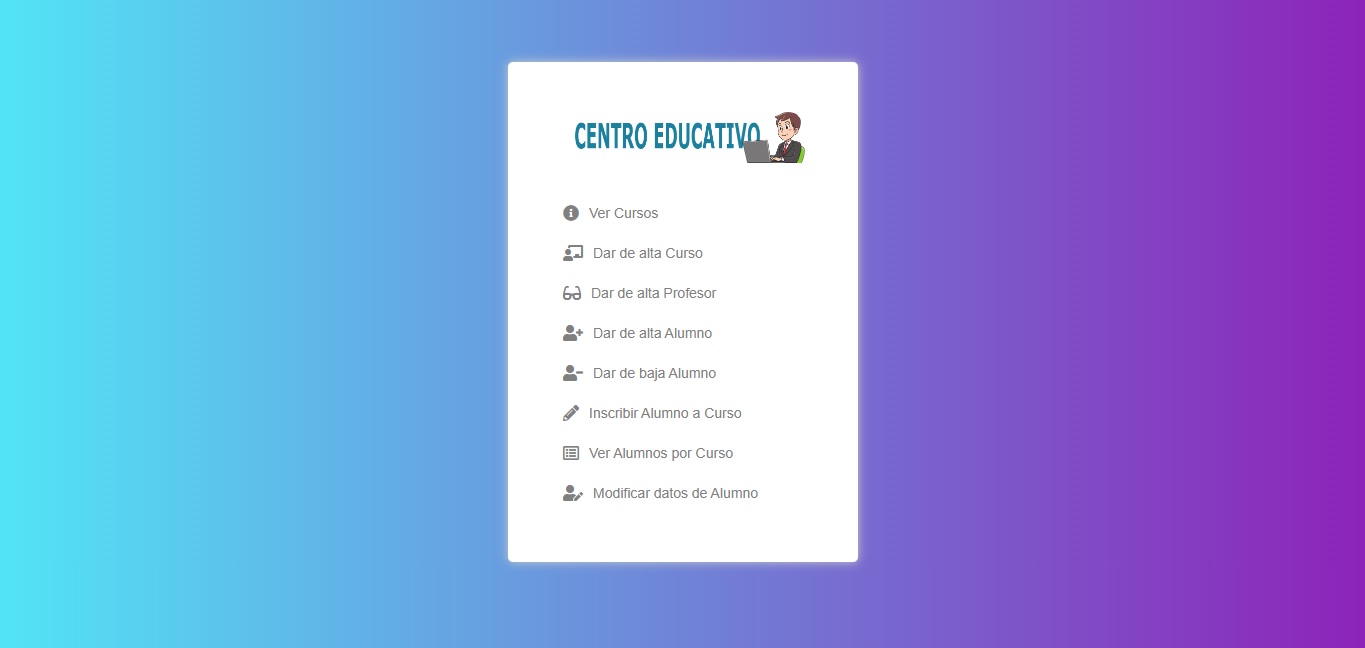 CENTRO EDUCATIVO
Ver Cursos
Dar de alta Curso
Dar de alta Profesor
Dar de alta Alumno
Dar de baja Alumno
Inscribir Alumno a Curso
Ver Alumnos por Curso
Modificar datos de Alumno